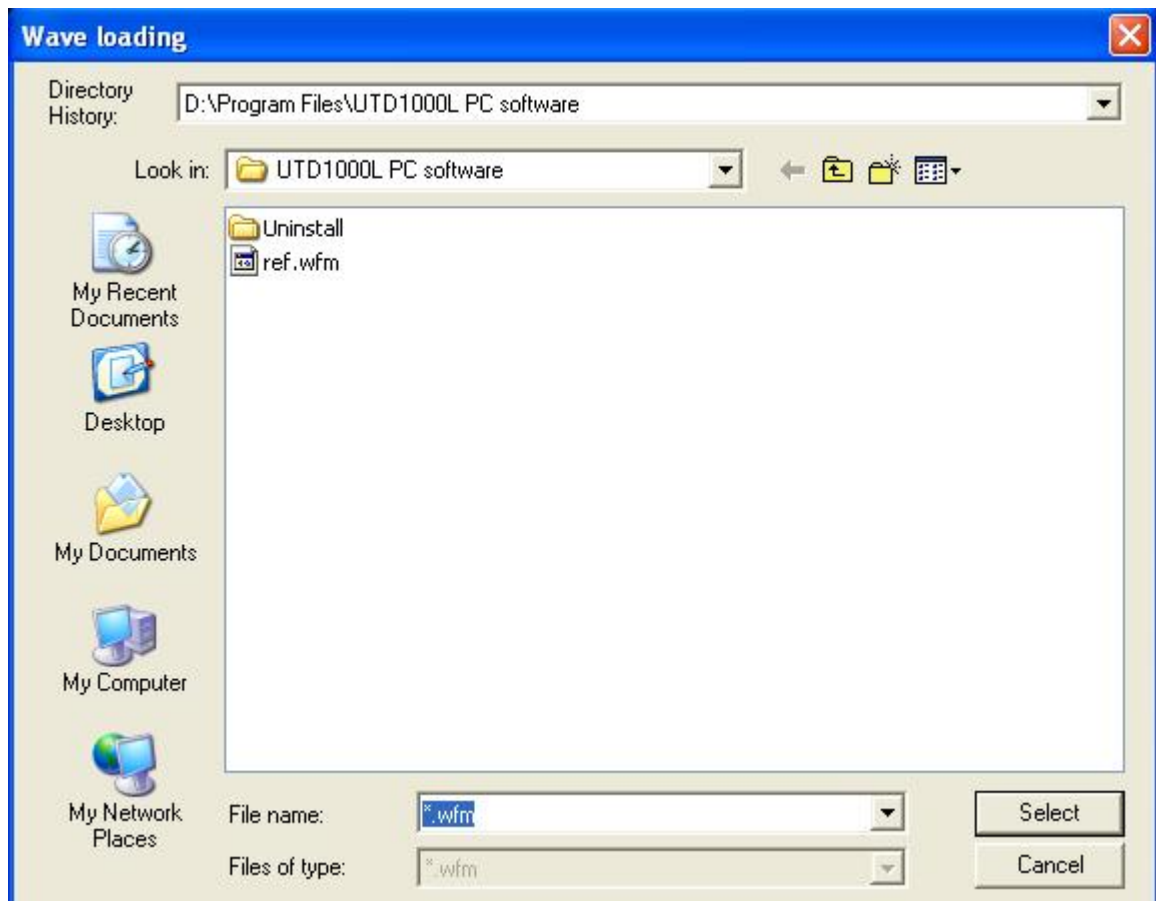 Wave loading
Directory
History:
D:\Program Files\UTD1000L PC software
Look in:
UTD1000L PC software
Uninstall
ref.wfm
My Recent
Documents
Desktop
My Documents
My Computer
My Network
Places
File name:
*.wfm
Select
Files of type:
*.wfm
Cancel